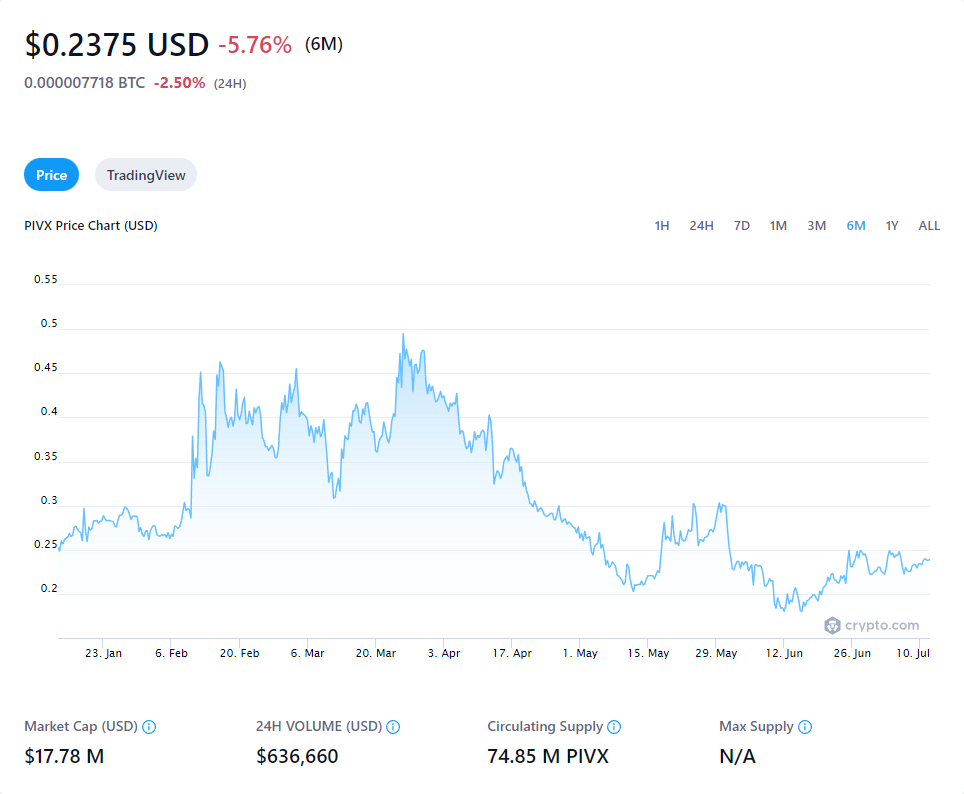 $0.2375 USD -5.76% (6M)
0.000007718 BTC -2.50% (24H)
Price TradingView
PIVX Price Chart (USD) 1H 24H 7D 1M 3M 6M 1Y ALL
0.55
0.5
0.45
0.4
0.35
0.3
0.25
0.2
crypto.com
23. Jan 6. Feb 20. Feb 6. Mar 20. Mar 3. Apr 17. Apr 1. May 15. May 29. May 12. Jun 26. Jun 10. Jul
Market Cap (USD) 24H VOLUME (USD) Circulating Supply Max Supply
$17.78 M $636,660 74.85 M PIVX N/A